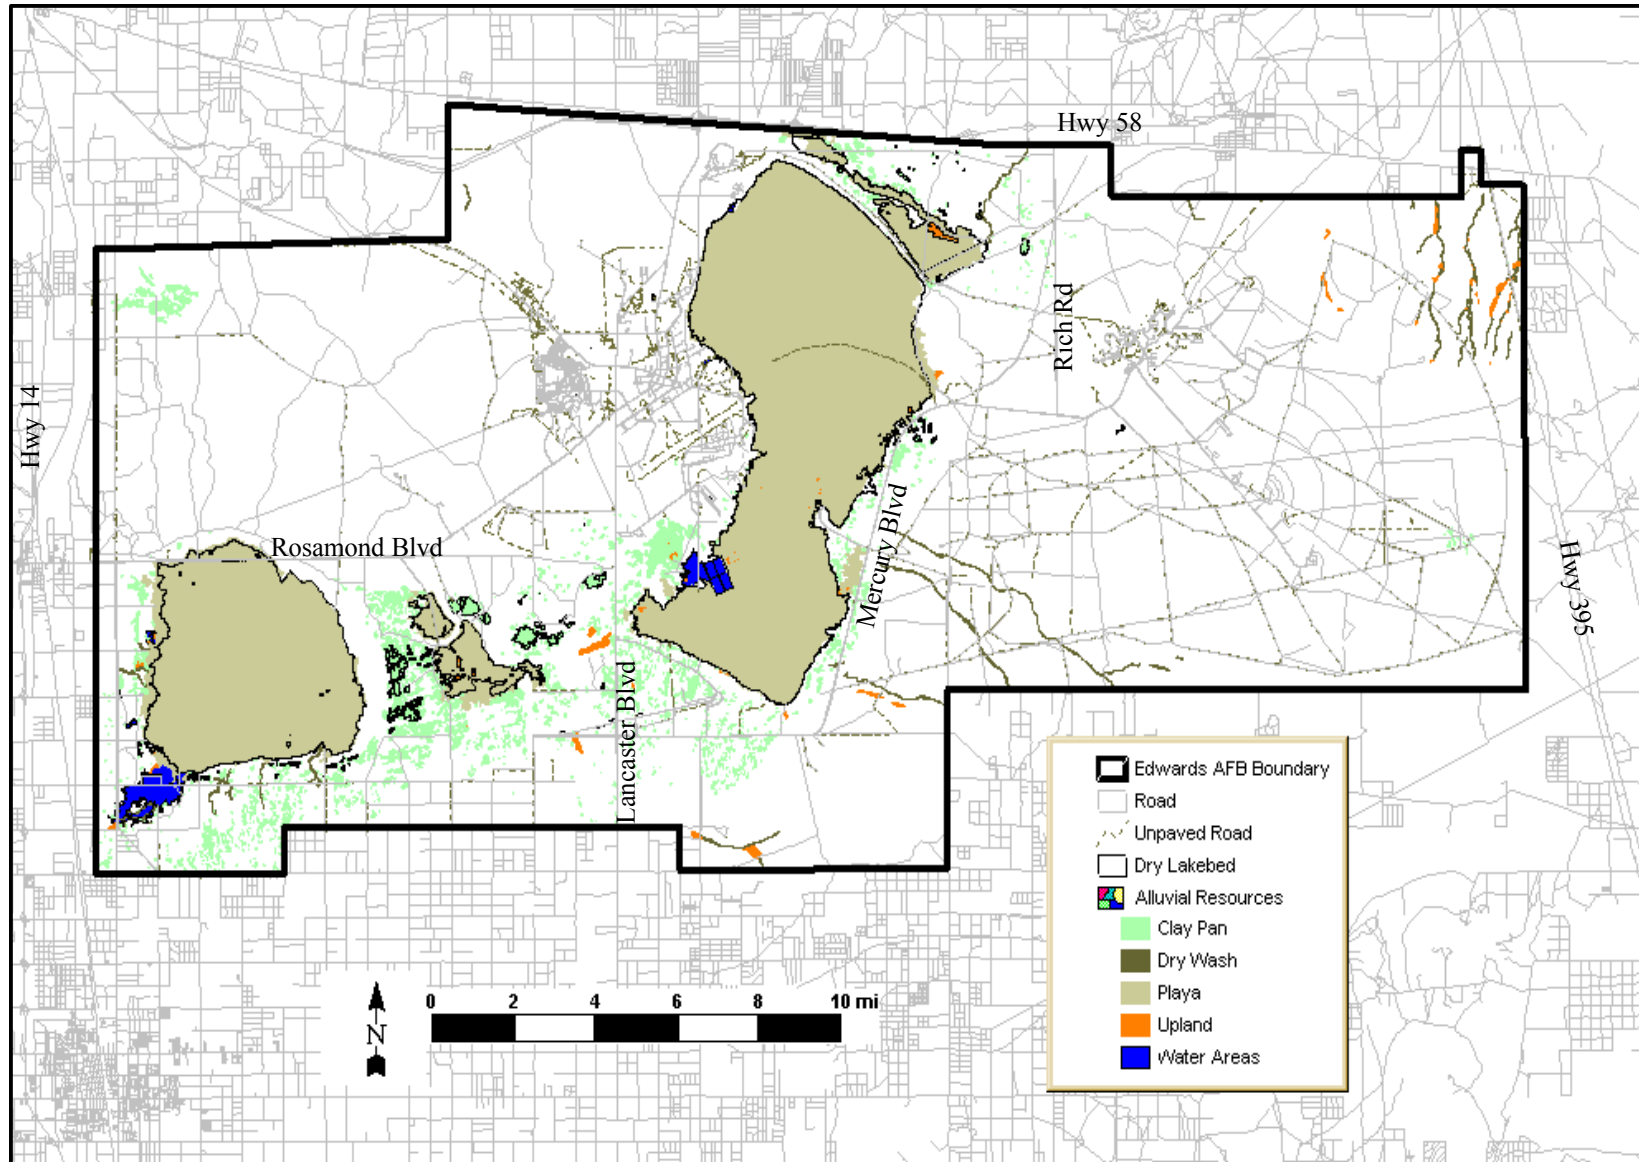 Hwy 58
Hwy 14
Rich Rd
Rosamond Blvd
Mercury Blvd
Hwy 395
Lancaster Blvd
Edwards AFB Boundary
Road
Unpaved Road
Dry Lakebed
Alluvial Resources
Clay Pan
Dry Wash
Playa
Upland
Water Areas
0 2 4 6 8 10 mi
N